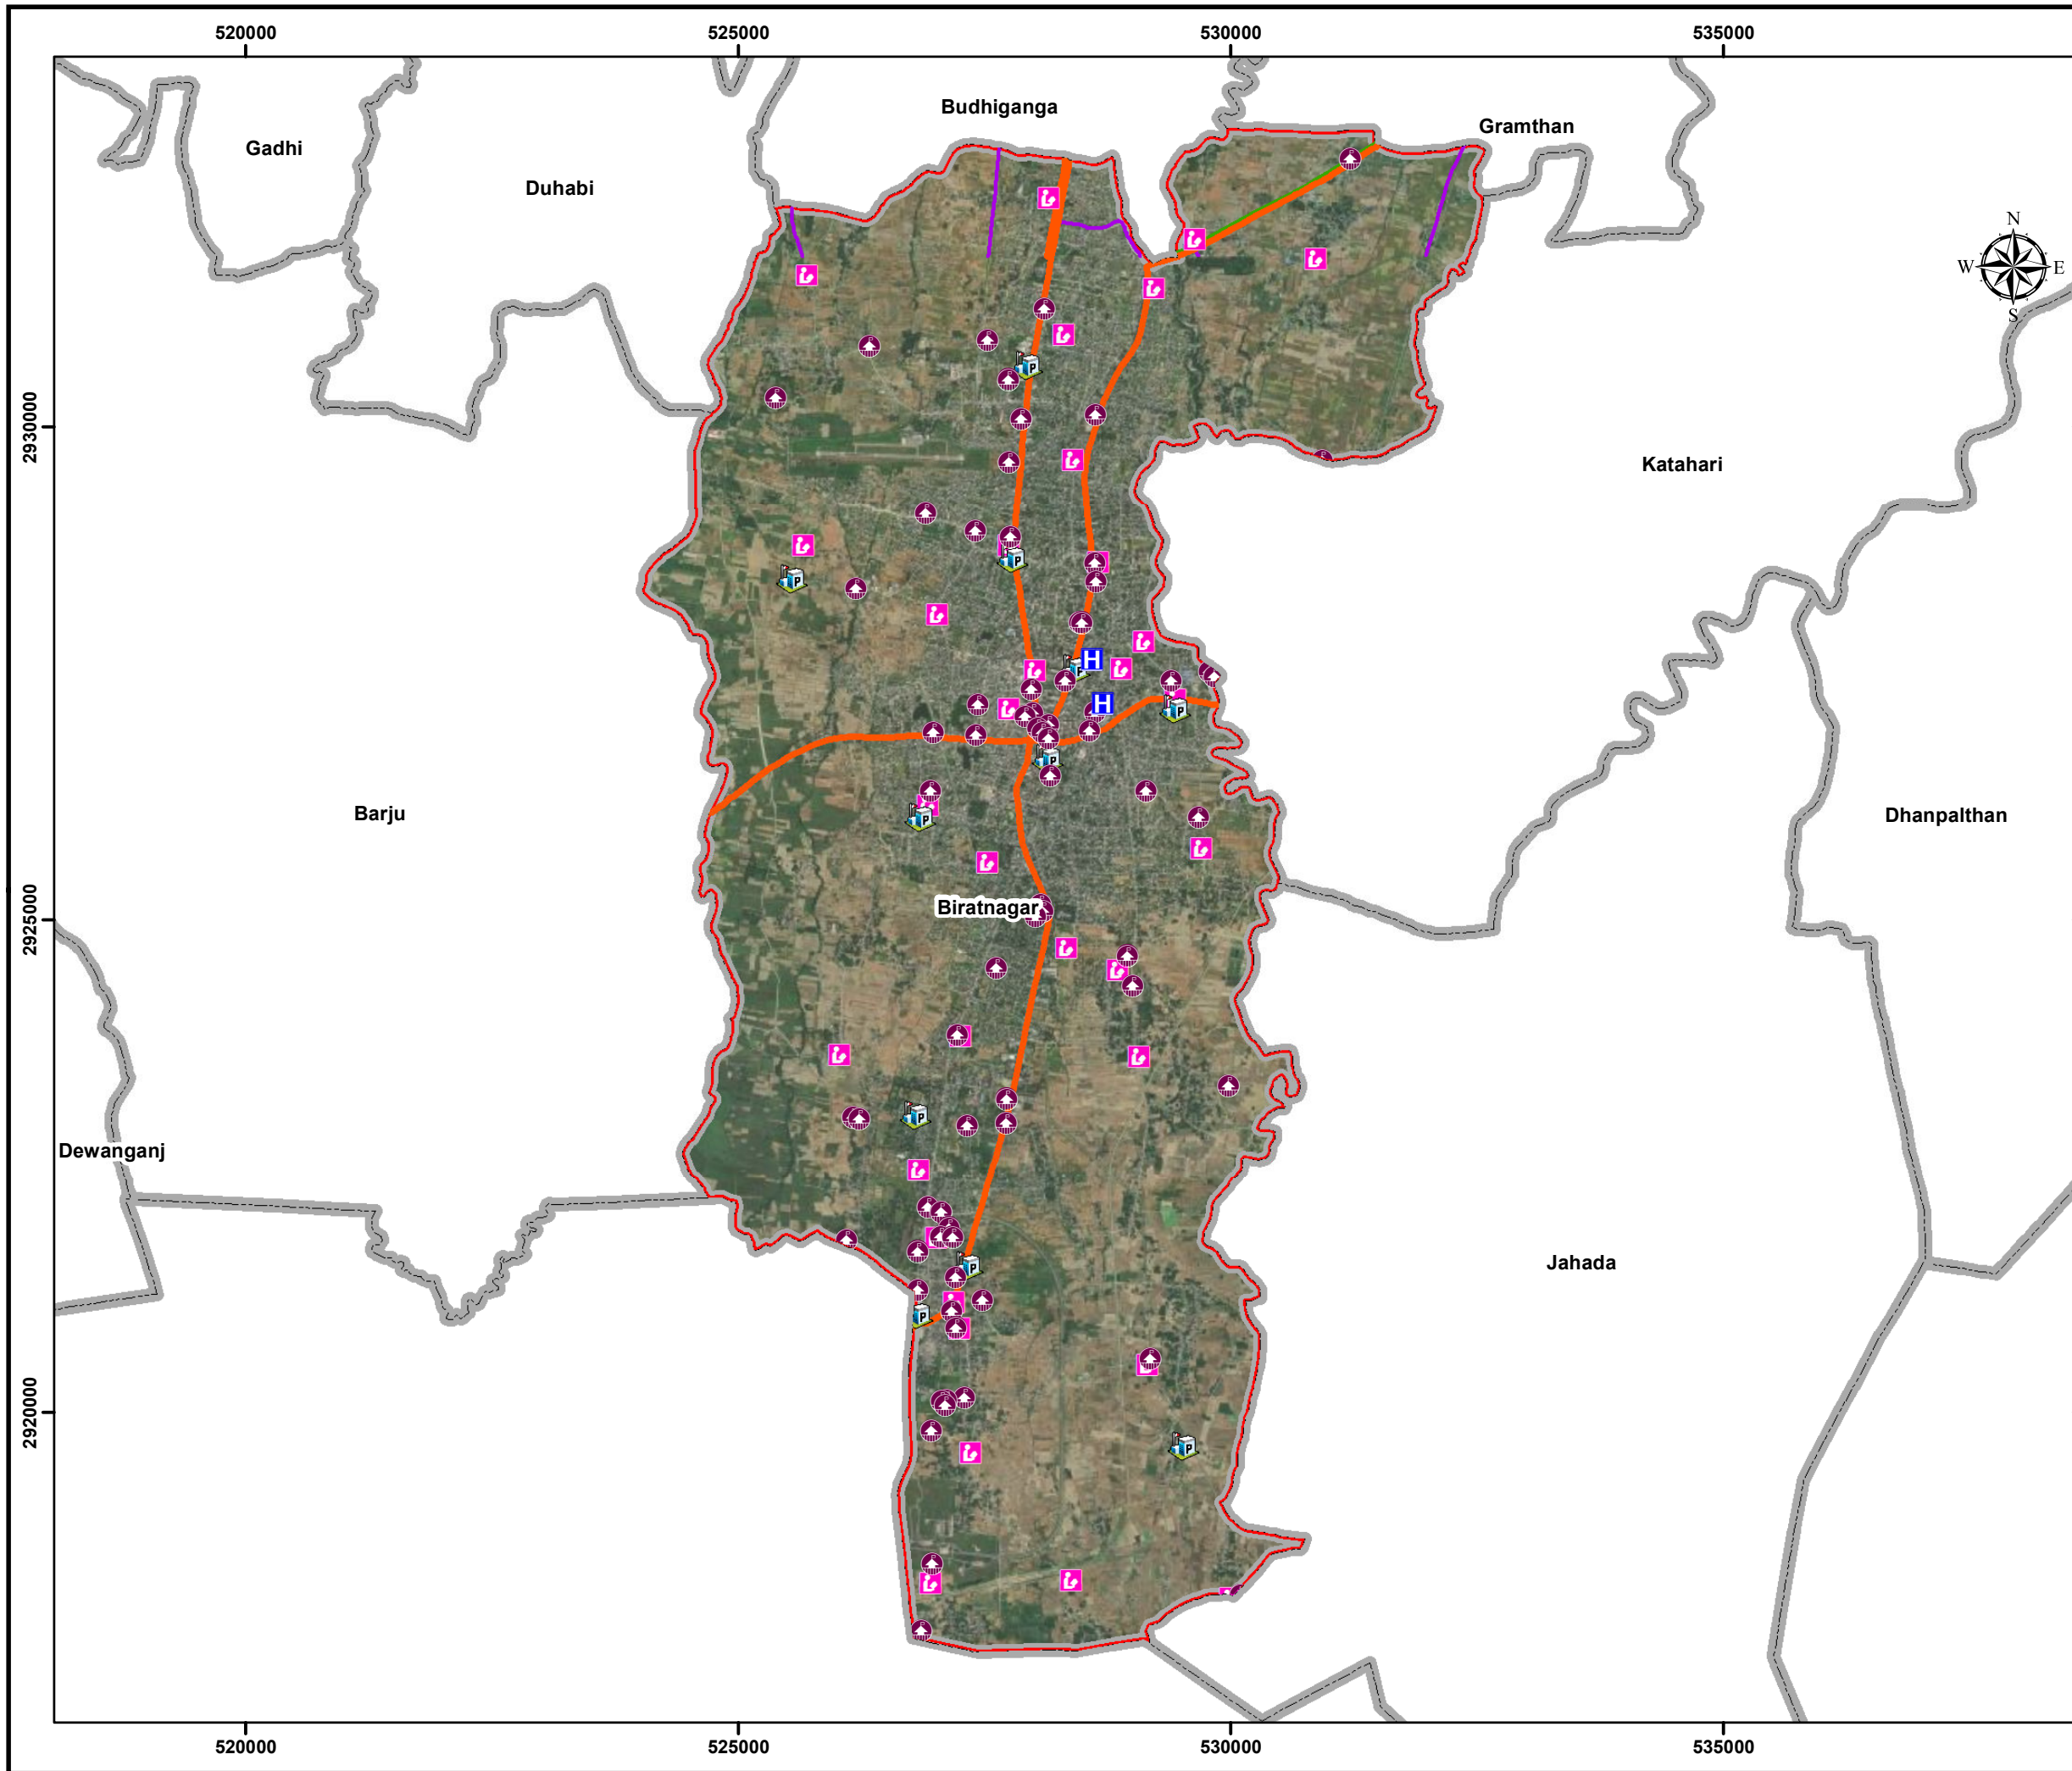 520000 525000 530000 535000
Budhiganga
Gramthan
Gadhi
Duhabi
N
W E
S
2930000
Katahari
Barju
Dhanpalthan
Biratnagar
2925000
Dewanganj
Jahada
2920000
520000 525000 530000 535000
H
H
P
P
P
P
P
P
P
P
P
P
P